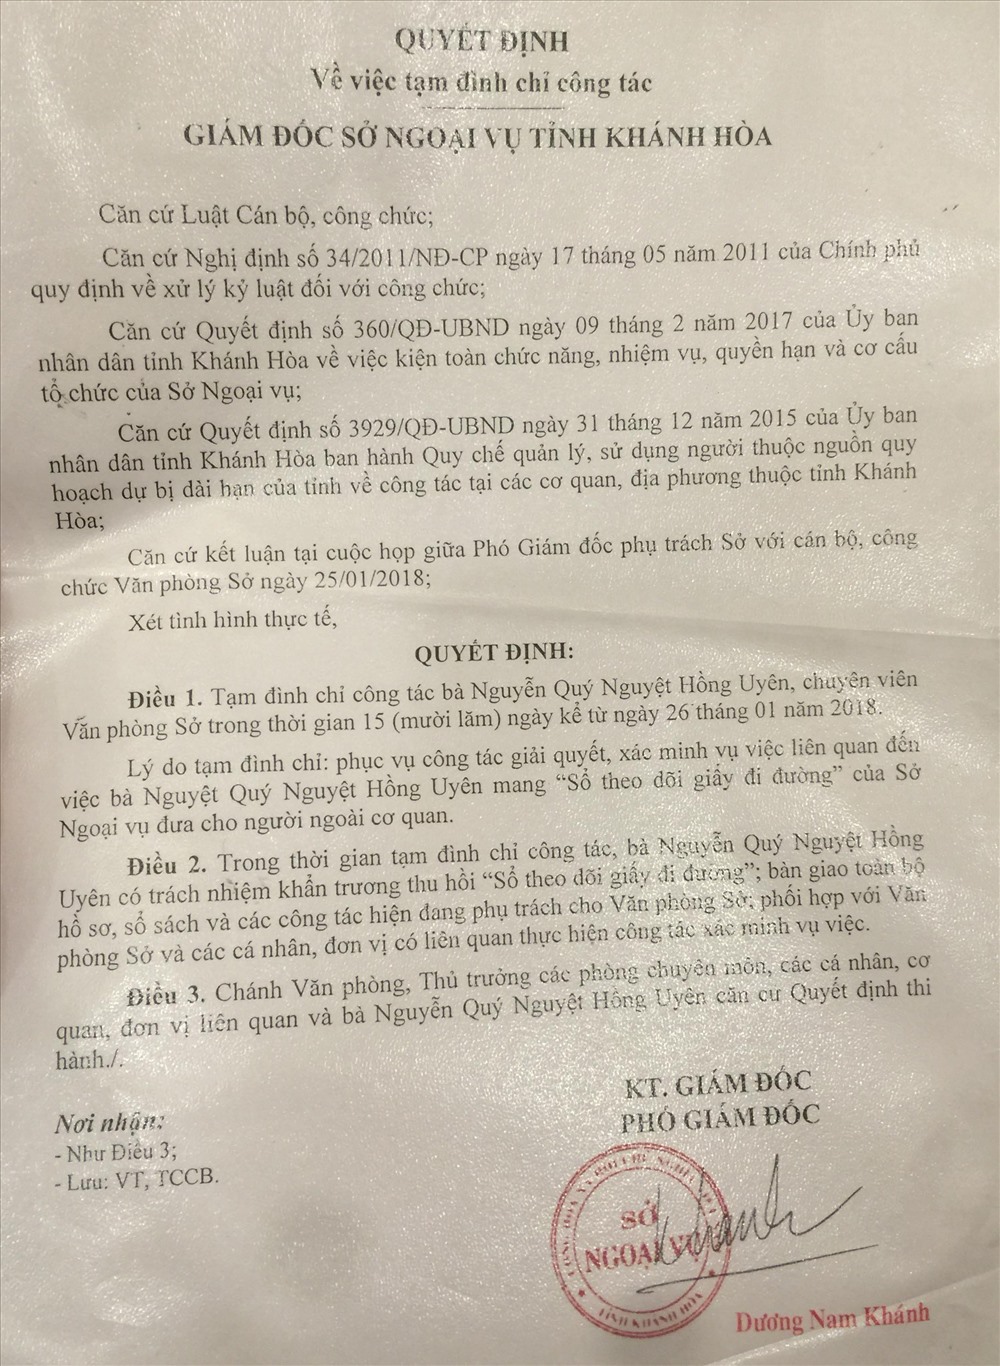 QUYẾT ĐỊNH
Về việc tạm đình chỉ công tác
GIÁM ĐỐC SỞ NGOẠI VỤ TỈNH KHÁNH HÒA
Căn cứ Luật Cán bộ, công chức;
Căn cứ Nghị định số 34/2011/NĐ-CP ngày 17 tháng 05 năm 2011 của Chính phủ
quy định về xử lý kỷ luật đối với công chức;
Căn cứ Quyết định số 360/QĐ-UBND ngày 09 tháng 2 năm 2017 của Ủy ban
nhân dân tỉnh Khánh Hòa về việc kiện toàn chức năng, nhiệm vụ, quyền hạn và cơ cấu
tổ chức của Sở Ngoại vụ;
Căn cứ Quyết định số 3929/QĐ-UBND ngày 31 tháng 12 năm 2015 của Ủy ban
nhân dân tỉnh Khánh Hòa ban hành Quy chế quản lý, sử dụng người thuộc nguồn quy
hoạch dự bị dài hạn của tỉnh về công tác tại các cơ quan, địa phương thuộc tỉnh Khánh
Hòa;
Căn cứ kết luận tại cuộc họp giữa Phó Giám đốc phụ trách Sở với cán bộ, công
chức Văn phòng Sở ngày 25/01/2018;
Xét tình hình thực tế,
QUYẾT ĐỊNH:
Điều 1. Tạm đình chỉ công tác bà Nguyễn Quý Nguyệt Hồng Uyên, chuyên viên
Văn phòng Sở trong thời gian 15 (mười lăm) ngày kể từ ngày 26 tháng 01 năm 2018.
Lý do tạm đình chỉ: phục vụ công tác giải quyết, xác minh vụ việc liên quan đến
việc bà Nguyệt Quý Nguyệt Hồng Uyên mang “Sổ theo dõi giấy đi đường” của Sở
Ngoại vụ đưa cho người ngoài cơ quan.
Điều 2. Trong thời gian tạm đình chỉ công tác, bà Nguyễn Quý Nguyệt Hồng
Uyên có trách nhiệm khẩn trương thu hồi “Sổ theo dõi giấy đi đường”; bàn giao toàn bộ
hồ sơ, sổ sách và các công tác hiện đang phụ trách cho Văn phòng Sở; phối hợp với Văn
phòng Sở và các cá nhân, đơn vị có liên quan thực hiện công tác xác minh vụ việc.
Điều 3. Chánh Văn phòng, Thủ trưởng các phòng chuyên môn, các cá nhân, cơ
quan, đơn vị liên quan và bà Nguyễn Quý Nguyệt Hồng Uyên căn cứ Quyết định thi
hành./.
KT. GIÁM ĐỐC
PHÓ GIÁM ĐỐC
Nơi nhận:
- Như Điều 3;
- Lưu: VT, TCCB.
SỞ
NGOẠI VỤ
TỈNH KHÁNH HÒA
Dương Nam Khánh